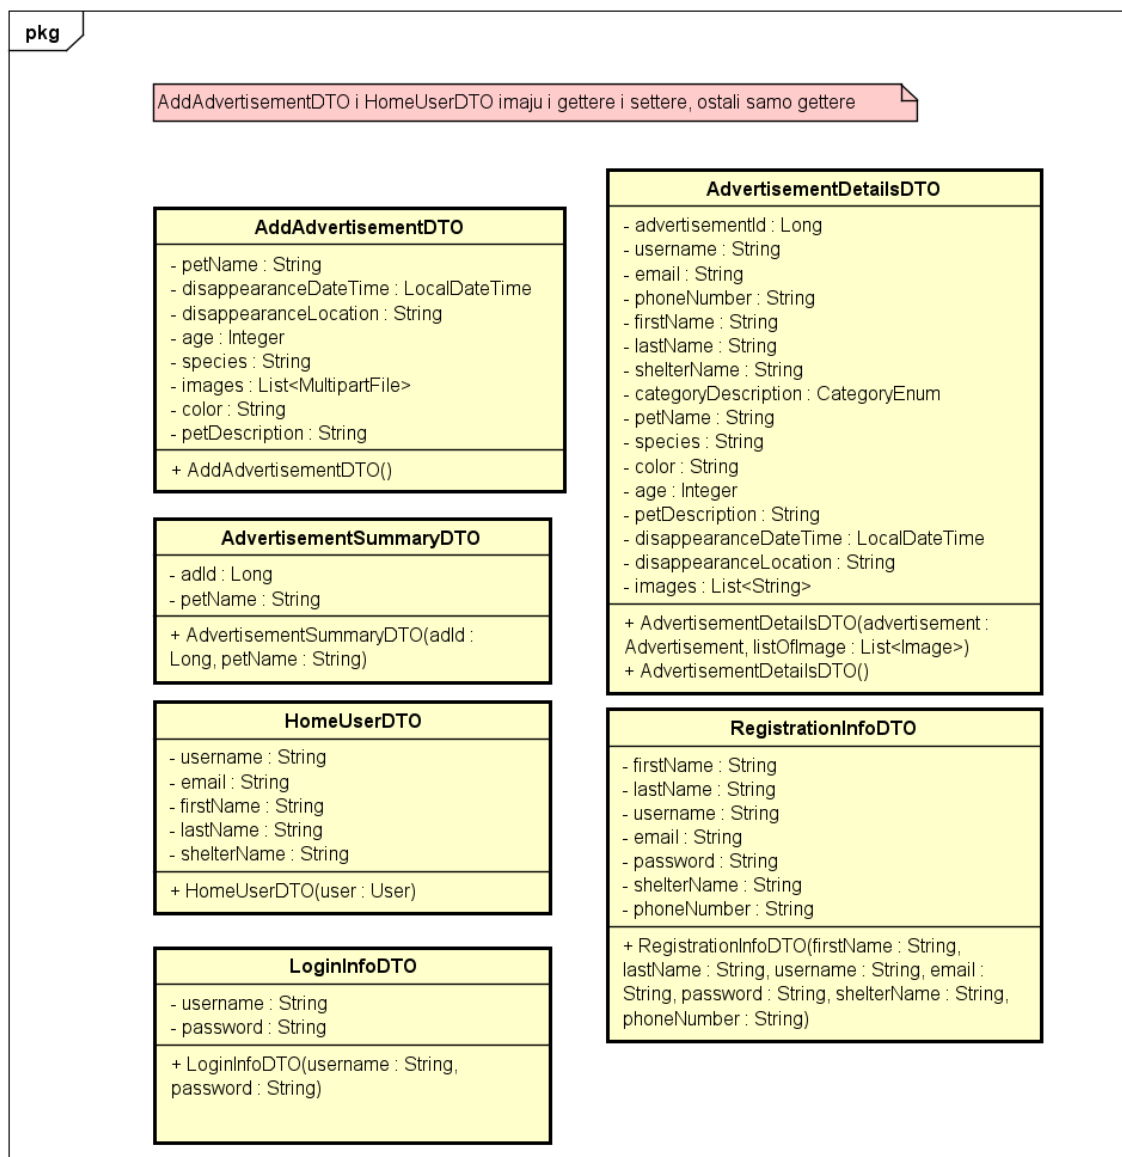 pkg
AddAdvertisementDTO i HomeUserDTO imaju i gettere i settere, ostali samo gettere
AddAdvertisementDTO
- petName : String
- disappearanceDateTime : LocalDateTime
- disappearanceLocation : String
- age : Integer
- species : String
- images : List<MultipartFile>
- color : String
- petDescription : String
+ AddAdvertisementDTO()
AdvertisementSummaryDTO
- adId : Long
- petName : String
+ AdvertisementSummaryDTO(adId :
Long, petName : String)
HomeUserDTO
- username : String
- email : String
- firstName : String
- lastName : String
- shelterName : String
+ HomeUserDTO(user : User)
LoginInfoDTO
- username : String
- password : String
+ LoginInfoDTO(username : String,
password : String)
AdvertisementDetailsDTO
- advertisementId : Long
- username : String
- email : String
- phoneNumber : String
- firstName : String
- lastName : String
- shelterName : String
- categoryDescription : CategoryEnum
- petName : String
- species : String
- color : String
- age : Integer
- petDescription : String
- disappearanceDateTime : LocalDateTime
- disappearanceLocation : String
- images : List<String>
+ AdvertisementDetailsDTO(advertisement :
Advertisement, listOfImage : List<Image>)
+ AdvertisementDetailsDTO()
RegistrationInfoDTO
- firstName : String
- lastName : String
- username : String
- email : String
- password : String
- shelterName : String
- phoneNumber : String
+ RegistrationInfoDTO(firstName : String,
lastName : String, username : String, email :
String, password : String, shelterName : String,
phoneNumber : String)